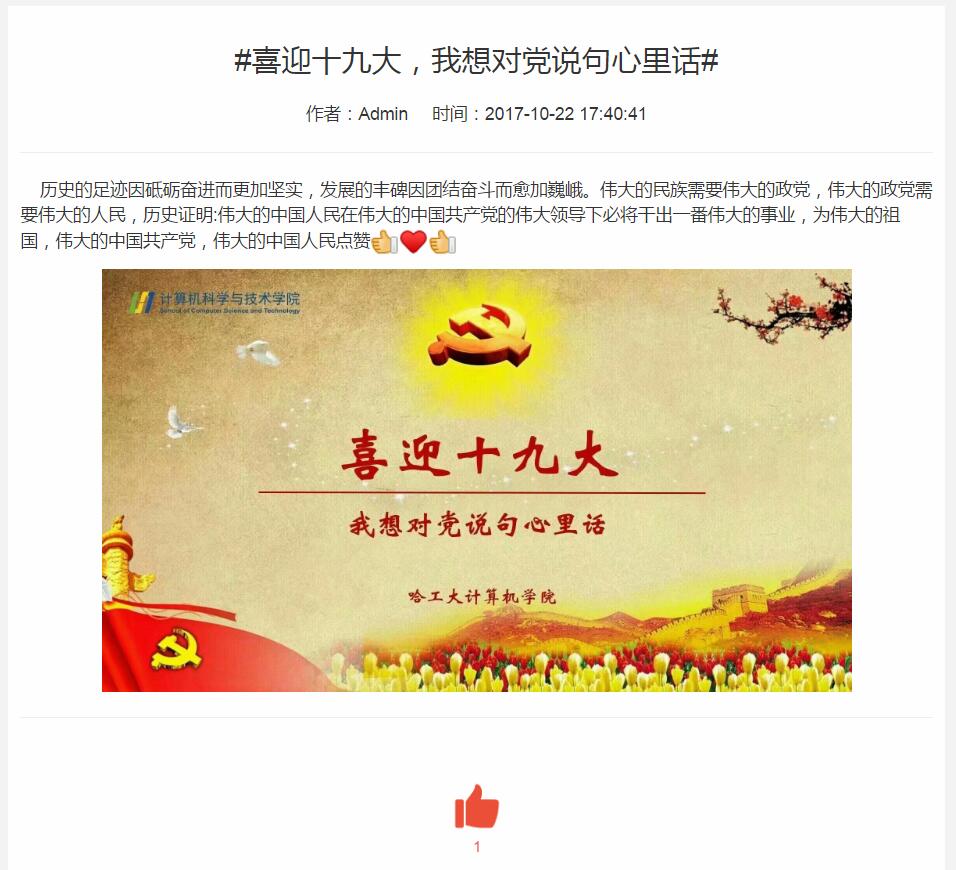 #喜迎十九大，我想对党说句心里话#
作者：Admin 时间：2017-10-22 17:40:41
历史的足迹因砥砺奋进而更加坚实，发展的丰碑因团结奋斗而愈加巍峨。伟大的民族需要伟大的政党，伟大的政党需
要伟大的人民，历史证明:伟大的中国人民在伟大的中国共产党的伟大领导下必将干出一番伟大的事业，为伟大的祖
国，伟大的中国共产党，伟大的中国人民点赞
计算机科学与技术学院
School of Computer Science and Technology
喜迎十九大
我想对党说句心里话
哈工大计算机学院
1